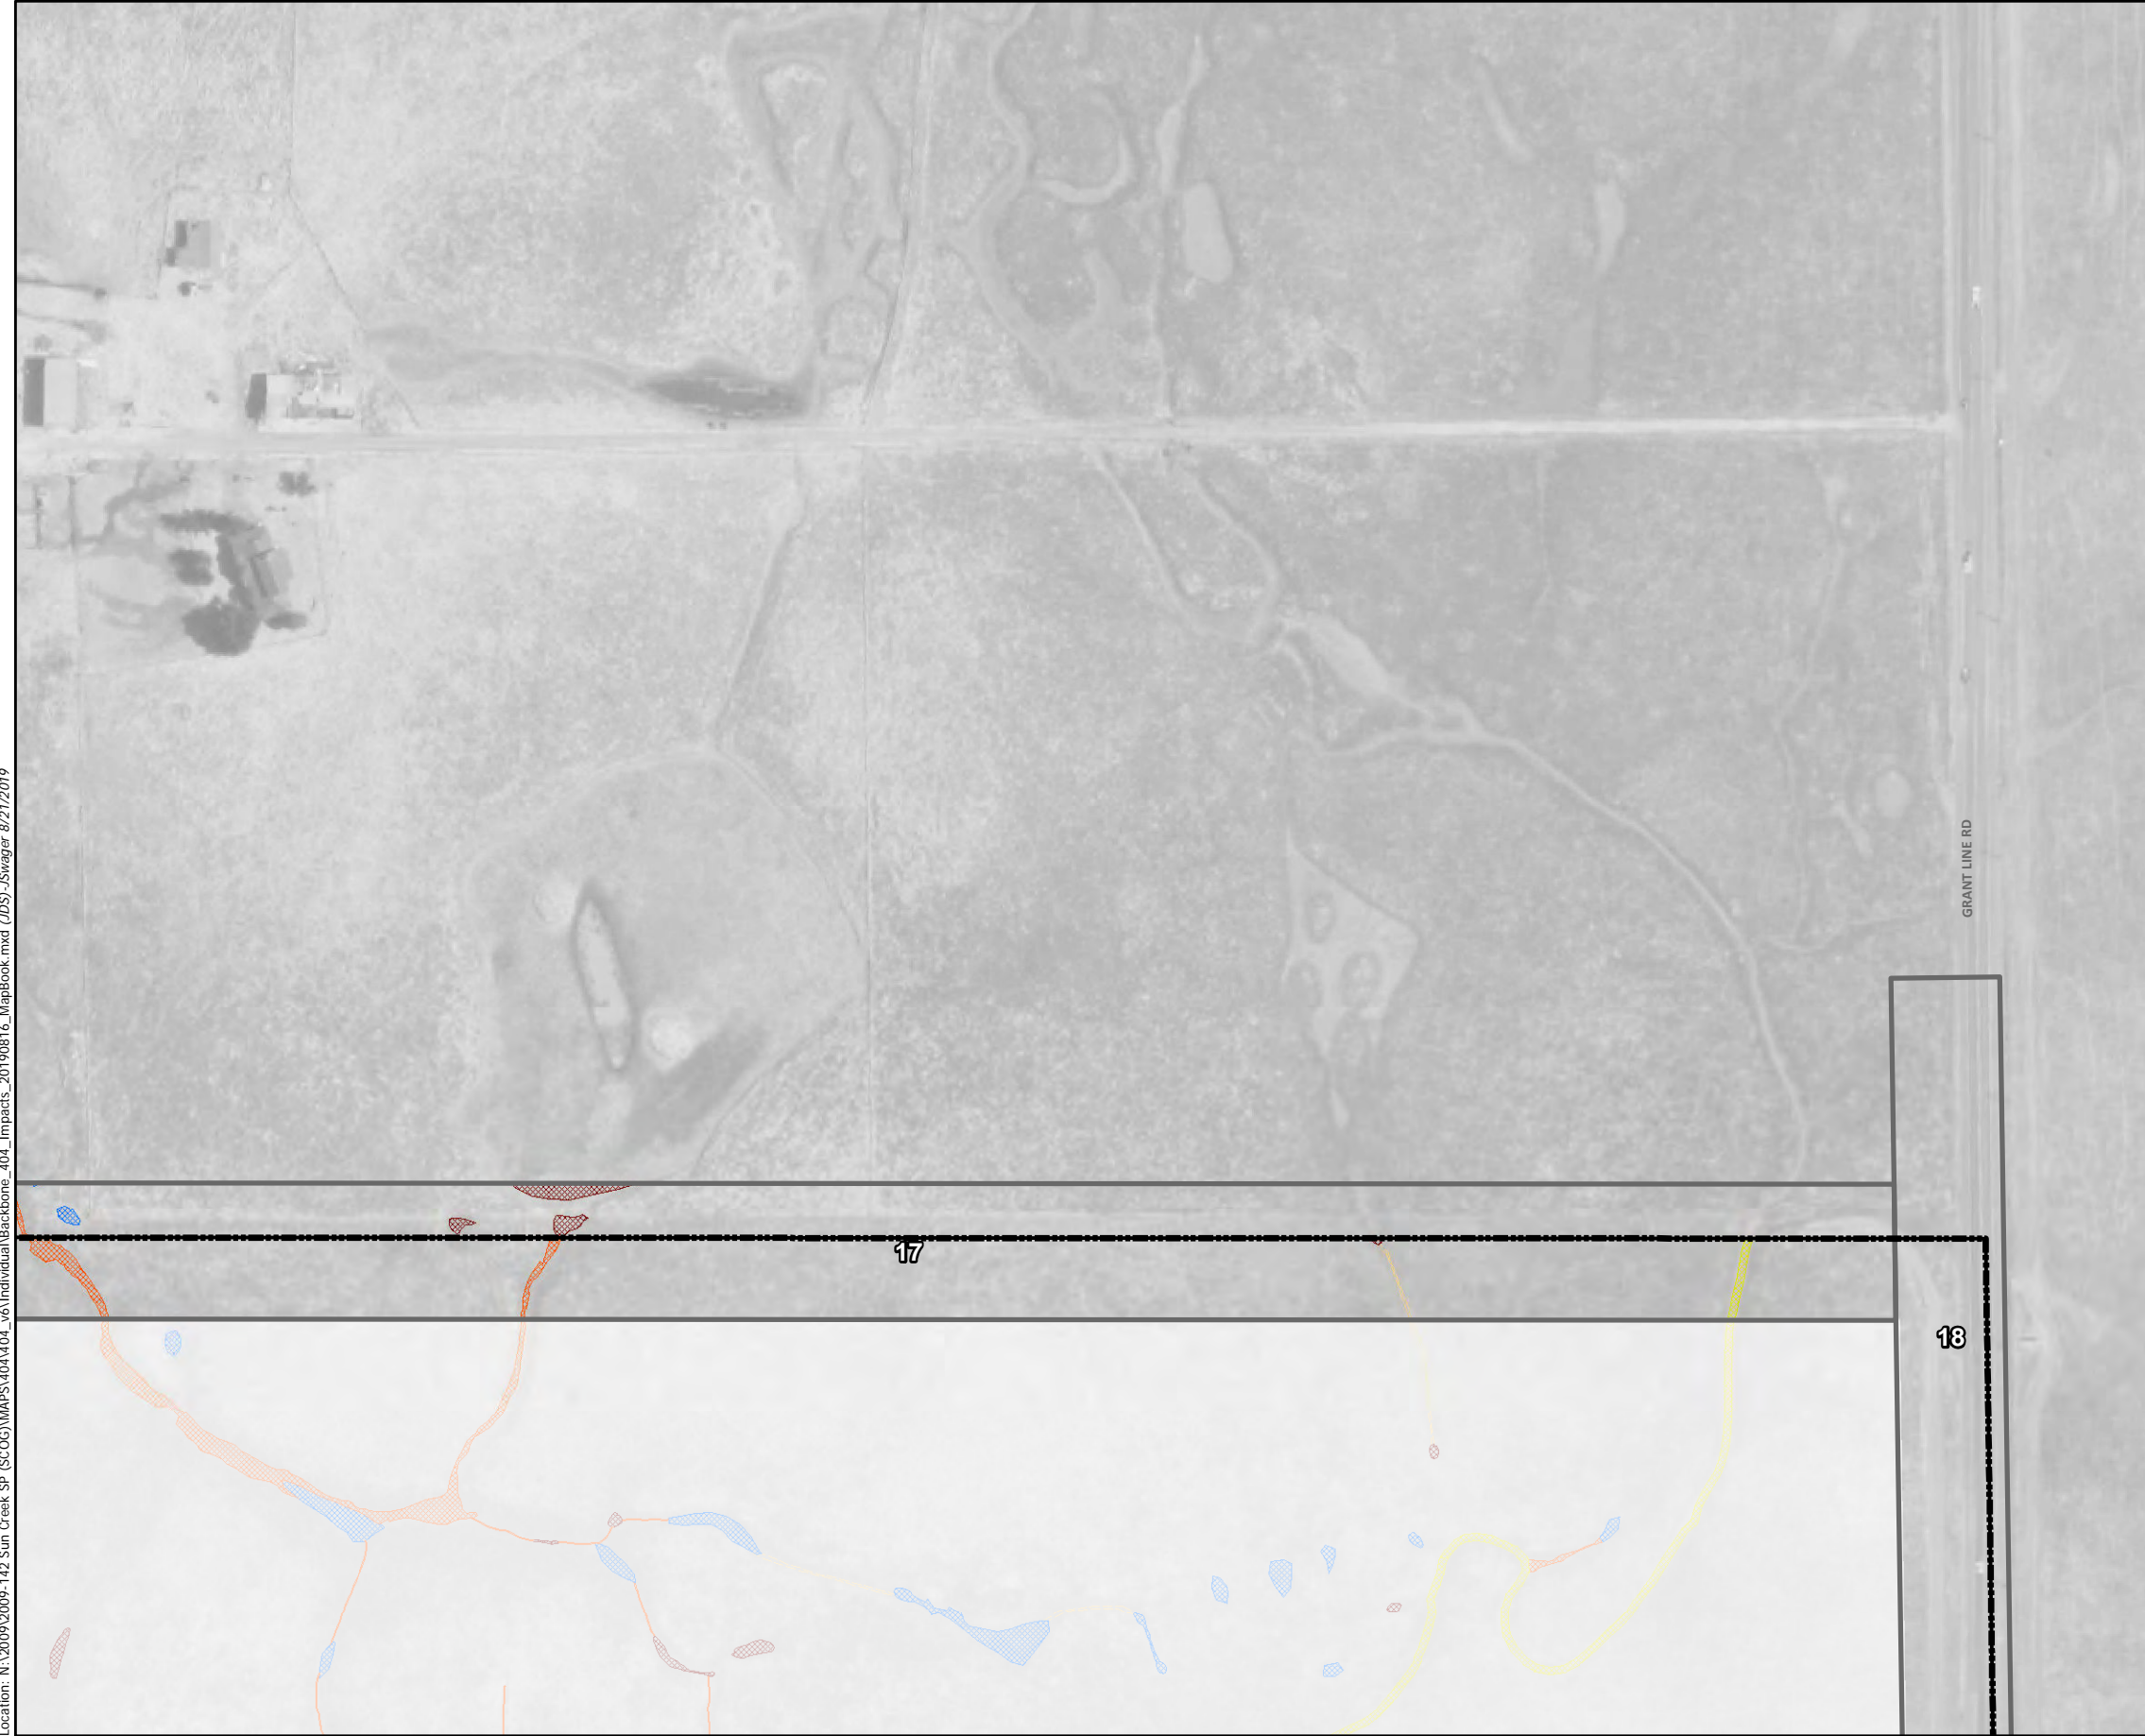 Location: N:\2009\2009-142 Sun Creek SP (SCOG)\MAPS\404\404_v6\Individual\Backbone_404_Impacts_20190816_MapBook.mxd (JDS)-JSwager 8/21/2019
GRANT LINE RD
17
18